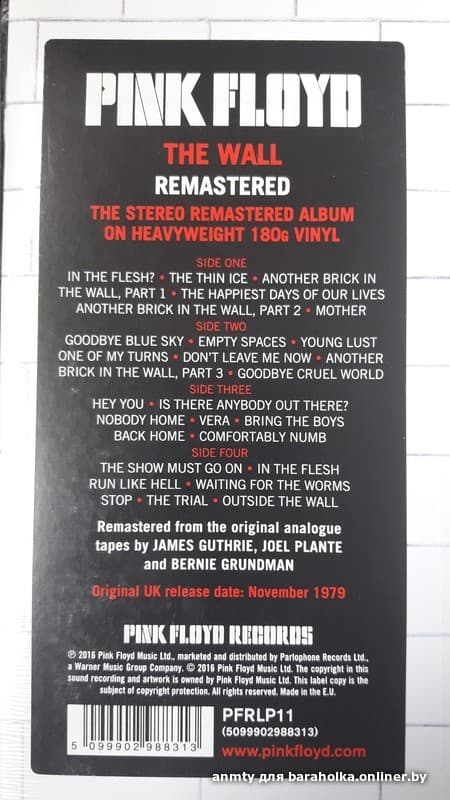 PINK FLOYD
THE WALL
REMASTERED
THE STEREO REMASTERED ALBUM
ON HEAVYWEIGHT 180G VINYL
SIDE ONE
IN THE FLESH? • THE THIN ICE • ANOTHER BRICK IN
THE WALL, PART 1 • THE HAPPIEST DAYS OF OUR LIVES
ANOTHER BRICK IN THE WALL, PART 2 • MOTHER
SIDE TWO
GOODBYE BLUE SKY • EMPTY SPACES • YOUNG LUST
ONE OF MY TURNS • DON'T LEAVE ME NOW • ANOTHER
BRICK IN THE WALL, PART 3 • GOODBYE CRUEL WORLD
SIDE THREE
HEY YOU • IS THERE ANYBODY OUT THERE?
NOBODY HOME • VERA • BRING THE BOYS
BACK HOME • COMFORTABLY NUMB
SIDE FOUR
THE SHOW MUST GO ON • IN THE FLESH
RUN LIKE HELL • WAITING FOR THE WORMS
STOP • THE TRIAL • OUTSIDE THE WALL
Remastered from the original analogue
tapes by JAMES GUTHRIE, JOEL PLANTE
and BERNIE GRUNDMAN
Original UK release date: November 1979
PINK FLOYD RECORDS
℗ 2016 Pink Floyd Music Ltd., marketed and distributed by Parlophone Records Ltd.,
a Warner Music Group Company. © 2016 Pink Floyd Music Ltd. The copyright in this
sound recording and artwork is owned by Pink Floyd Music Ltd. This label copy is the
subject of copyright protection. All rights reserved. Made in the E.U.
5 099902 988313
PFRLP11
(5099902988313)
www.pinkfloyd.com
anmty для baraholka.onliner.by